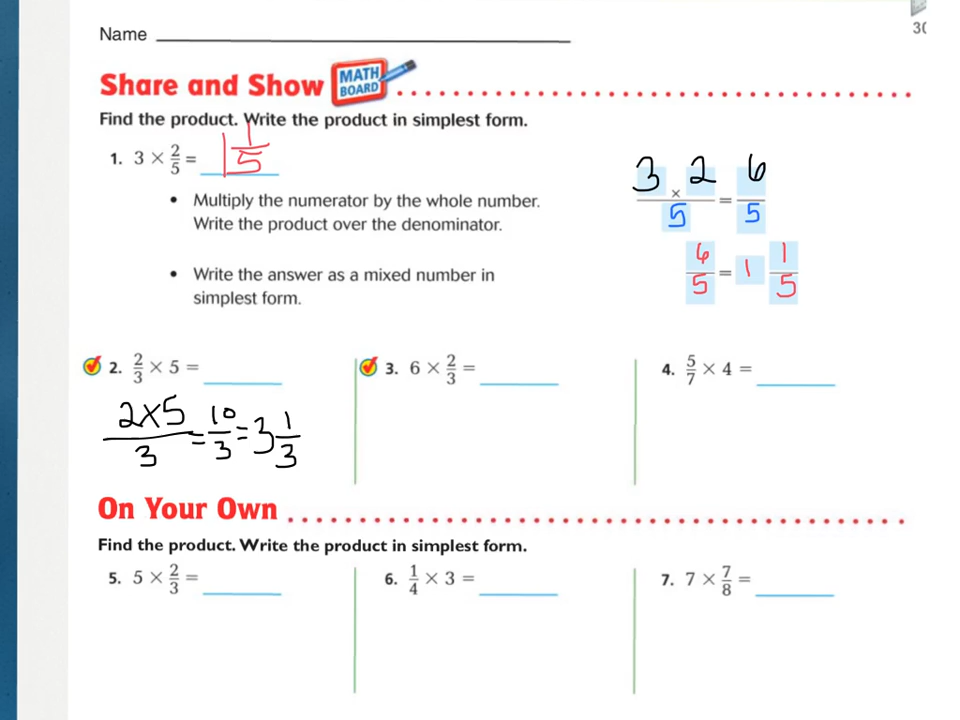 30
Name
Share and Show MATH BOARD
Find the product. Write the product in simplest form.
1. 3 × 2/5 = 1 1/5
• Multiply the numerator by the whole number.
Write the product over the denominator.
3 × 2 / 5 = 6/5
• Write the answer as a mixed number in
simplest form.
6/5 = 1 1/5
2. 2/3 × 5 =
2×5/3 = 10/3 = 3 1/3
3. 6 × 2/3 =
4. 5/7 × 4 =
On Your Own
Find the product. Write the product in simplest form.
5. 5 × 2/3 =
6. 1/4 × 3 =
7. 7 × 7/8 =